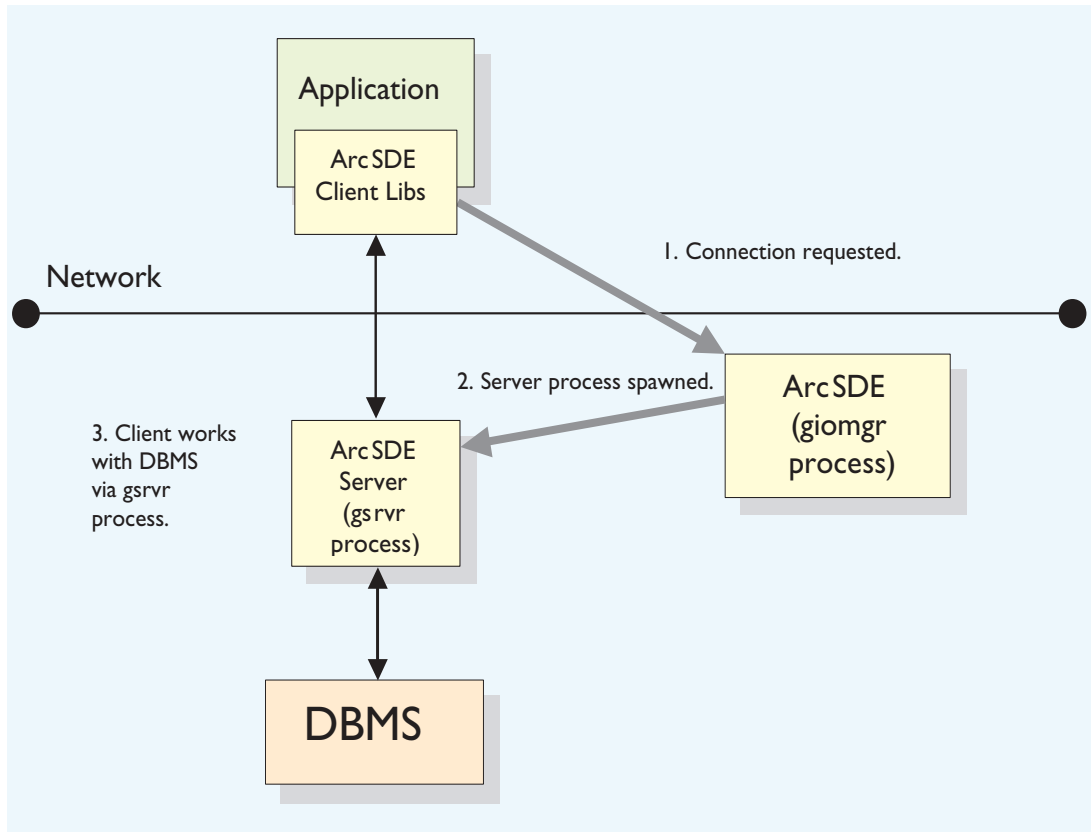 Application
ArcSDE
Client Libs
1. Connection requested.
Network
2. Server process spawned.
ArcSDE
(giomgr
process)
3. Client works
with DBMS
via gsrvr
process.
ArcSDE
Server
(gsrvr
process)
DBMS